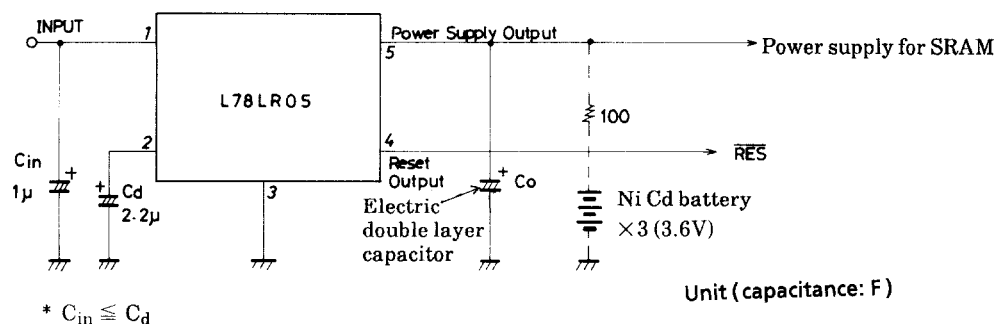 INPUT
1
Power Supply Output
5
Power supply for SRAM
L78LR05
100
2
4
RES
Cin
+
1μ
+
Cd
2.2μ
3
Reset
Output
+
Co
Electric
double layer
capacitor
Ni Cd battery
×3 (3.6V)
Unit (capacitance: F)
* Cin ≦ Cd